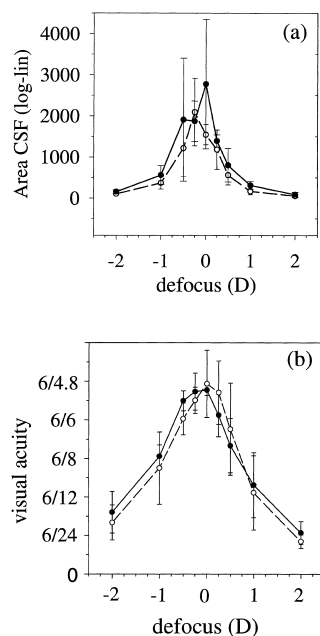 (a)
Area CSF (log-lin)
4000
3000
2000
1000
0
-2 -1 0 1 2
defocus (D)
(b)
visual acuity
6/4.8
6/6
6/8
6/12
6/24
0
-2 -1 0 1 2
defocus (D)